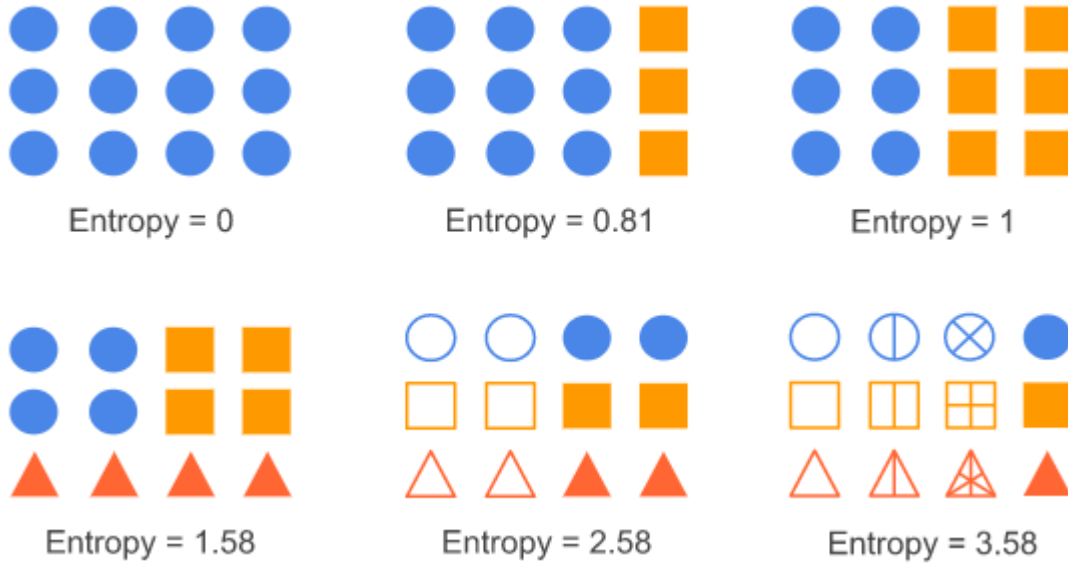 Entropy = 0
Entropy = 0.81
Entropy = 1
Entropy = 1.58
Entropy = 2.58
Entropy = 3.58